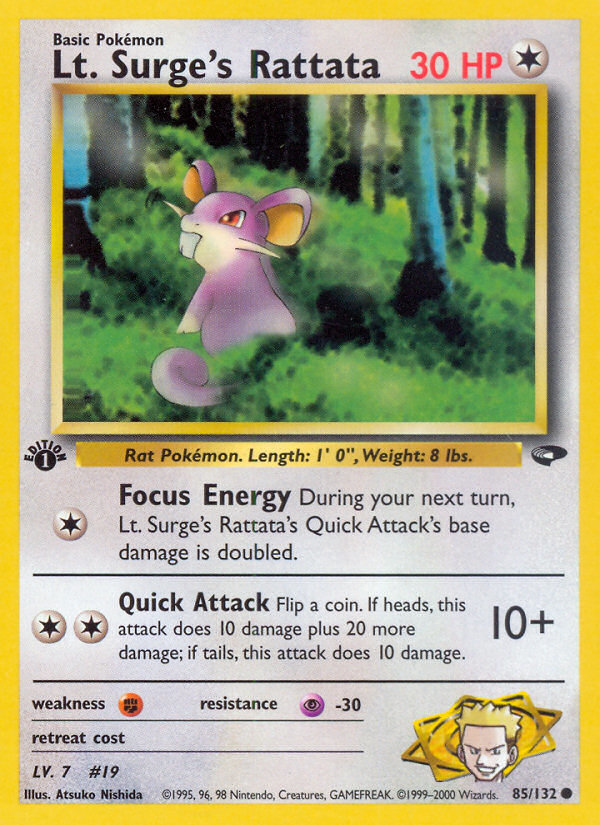 Basic Pokémon
Lt. Surge's Rattata 30 HP
EDITION 1
Rat Pokémon. Length: 1' 0", Weight: 8 lbs.
Focus Energy During your next turn,
Lt. Surge's Rattata's Quick Attack's base
damage is doubled.
Quick Attack Flip a coin. If heads, this
attack does 10 damage plus 20 more
damage; if tails, this attack does 10 damage.
10+
weakness resistance -30
retreat cost
LV. 7 #19
Illus. Atsuko Nishida ©1995, 96, 98 Nintendo, Creatures, GAMEFREAK. ©1999-2000 Wizards. 85/132